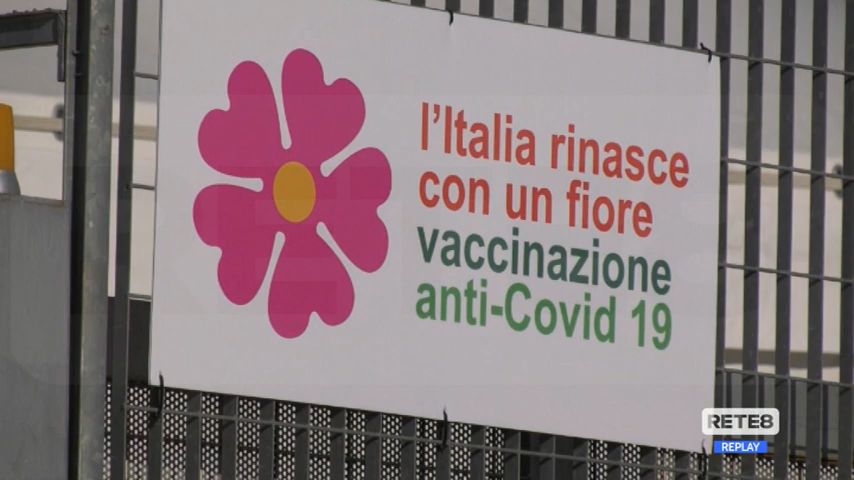 l'Italia rinasce
con un fiore
vaccinazione
anti-Covid 19
RETE8
REPLAY